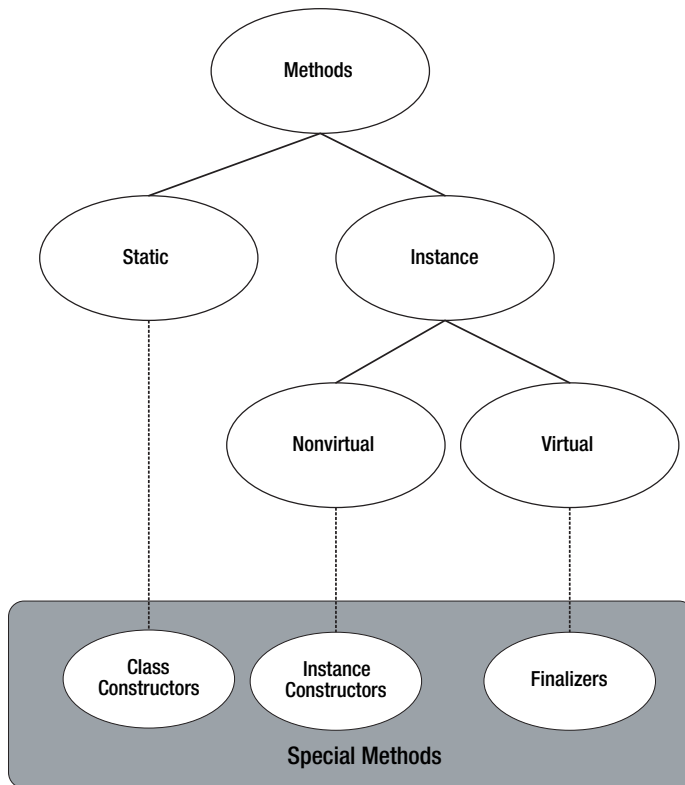 Methods
Static
Instance
Nonvirtual
Virtual
Class
Constructors
Instance
Constructors
Finalizers
Special Methods